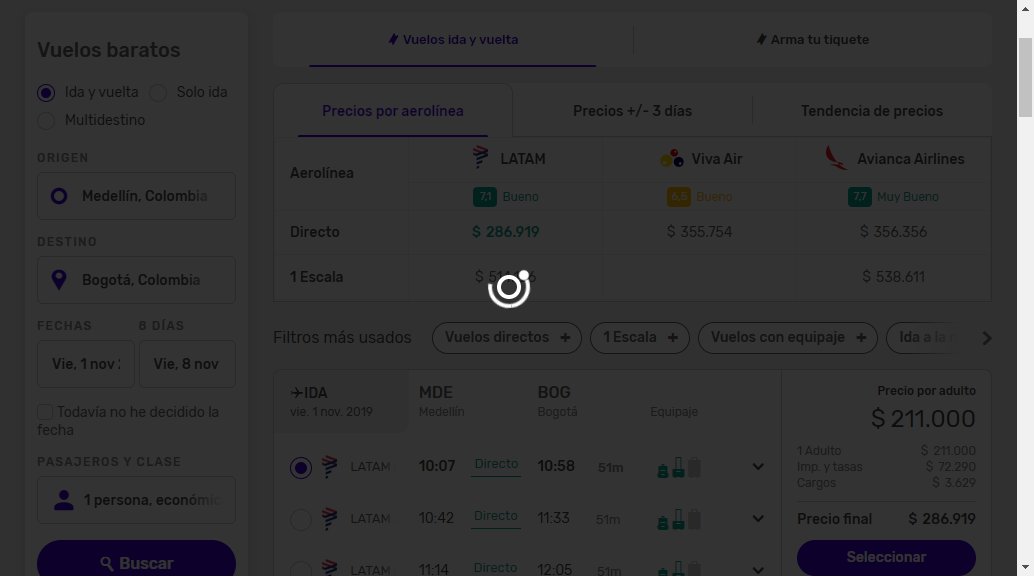 Vuelos baratos
Ida y vuelta
Solo ida
Multidestino
ORIGEN
Medellín, Colombia
DESTINO
Bogotá, Colombia
FECHAS
8 DÍAS
Vie, 1 nov
Vie, 8 nov
Todavía no he decidido la
fecha
PASAJEROS Y CLASE
1 persona, económic
Buscar
Vuelos ida y vuelta
Arma tu tiquete
Precios por aerolínea
Precios +/- 3 días
Tendencia de precios
Aerolínea
LATAM
Viva Air
Avianca Airlines
7,1 Bueno
6,5 Bueno
7,7 Muy Bueno
Directo
$ 286.919
$ 355.754
$ 356.356
1 Escala
$ 538.611
Filtros más usados
Vuelos directos +
1 Escala +
Vuelos con equipaje +
Ida a la
IDA
vie. 1 nov. 2019
MDE
Medellín
BOG
Bogotá
Equipaje
LATAM
10:07
Directo
10:58
51m
LATAM
10:42
Directo
11:33
51m
LATAM
11:14
Directo
12:05
51m
Precio por adulto
$ 211.000
1 Adulto $ 211.000
Imp. y tasas $ 72.290
Cargos $ 3.629
Precio final $ 286.919
Seleccionar